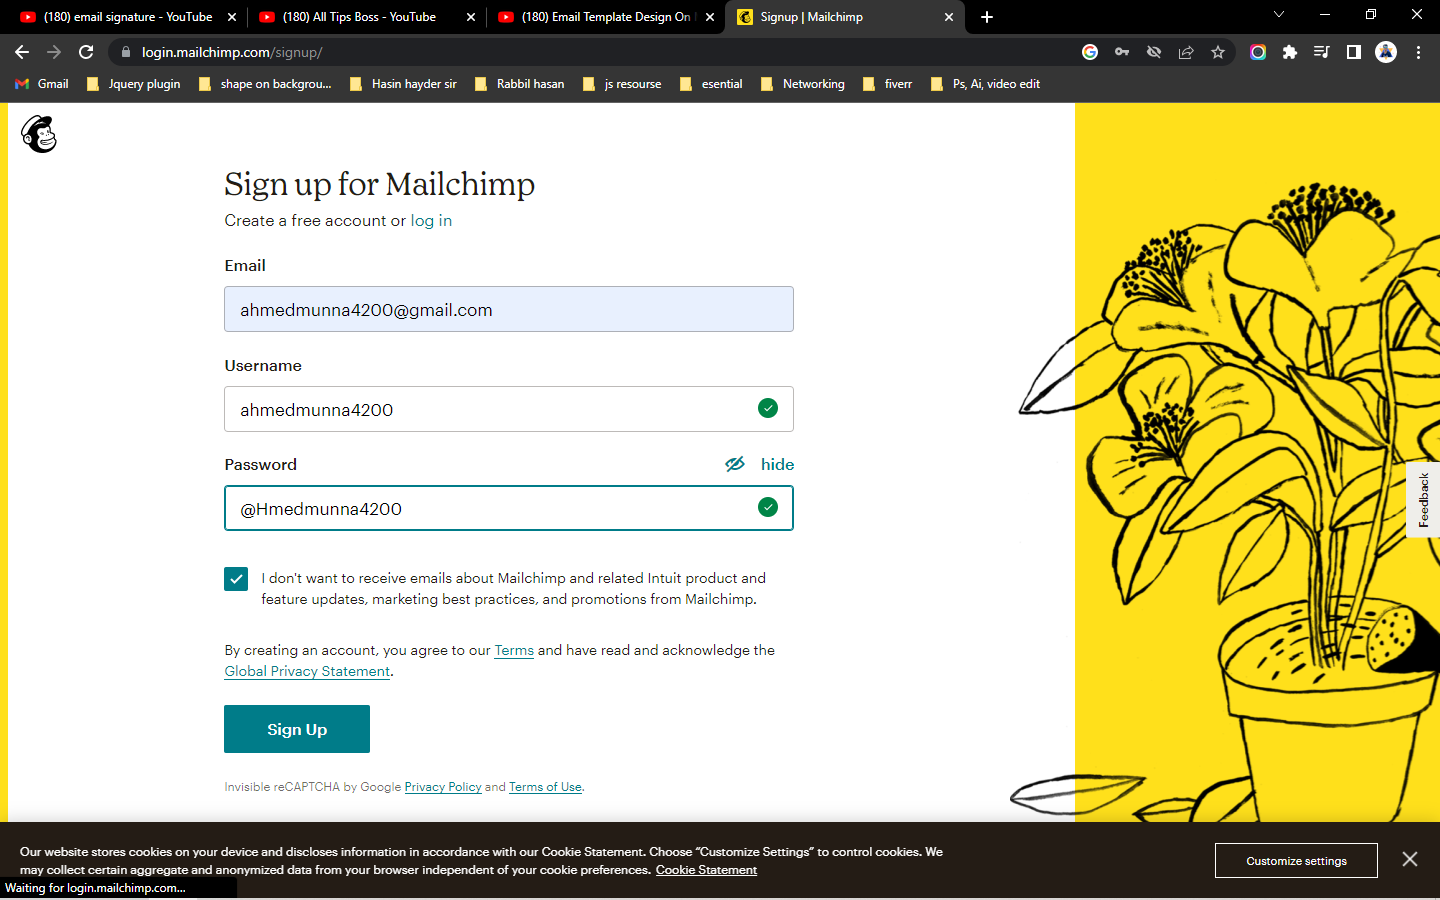 (180) email signature - YouTube
(180) All Tips Boss - YouTube
(180) Email Template Design On
Signup | Mailchimp
login.mailchimp.com/signup/
Gmail
Jquery plugin
shape on backgrou...
Hasin hayder sir
Rabbil hasan
js resourse
esential
Networking
fiverr
Ps, Ai, video edit
Sign up for Mailchimp
Create a free account or log in
Email
ahmedmunna4200@gmail.com
Username
ahmedmunna4200
Password
hide
@Hmedmunna4200
I don't want to receive emails about Mailchimp and related Intuit product and
feature updates, marketing best practices, and promotions from Mailchimp.
By creating an account, you agree to our Terms and have read and acknowledge the
Global Privacy Statement.
Sign Up
Invisible reCAPTCHA by Google Privacy Policy and Terms of Use.
Feedback
Our website stores cookies on your device and discloses information in accordance with our Cookie Statement. Choose “Customize Settings” to control cookies. We
may collect certain aggregate and anonymized data from your browser independent of your cookie preferences. Cookie Statement
Customize settings
Waiting for login.mailchimp.com...